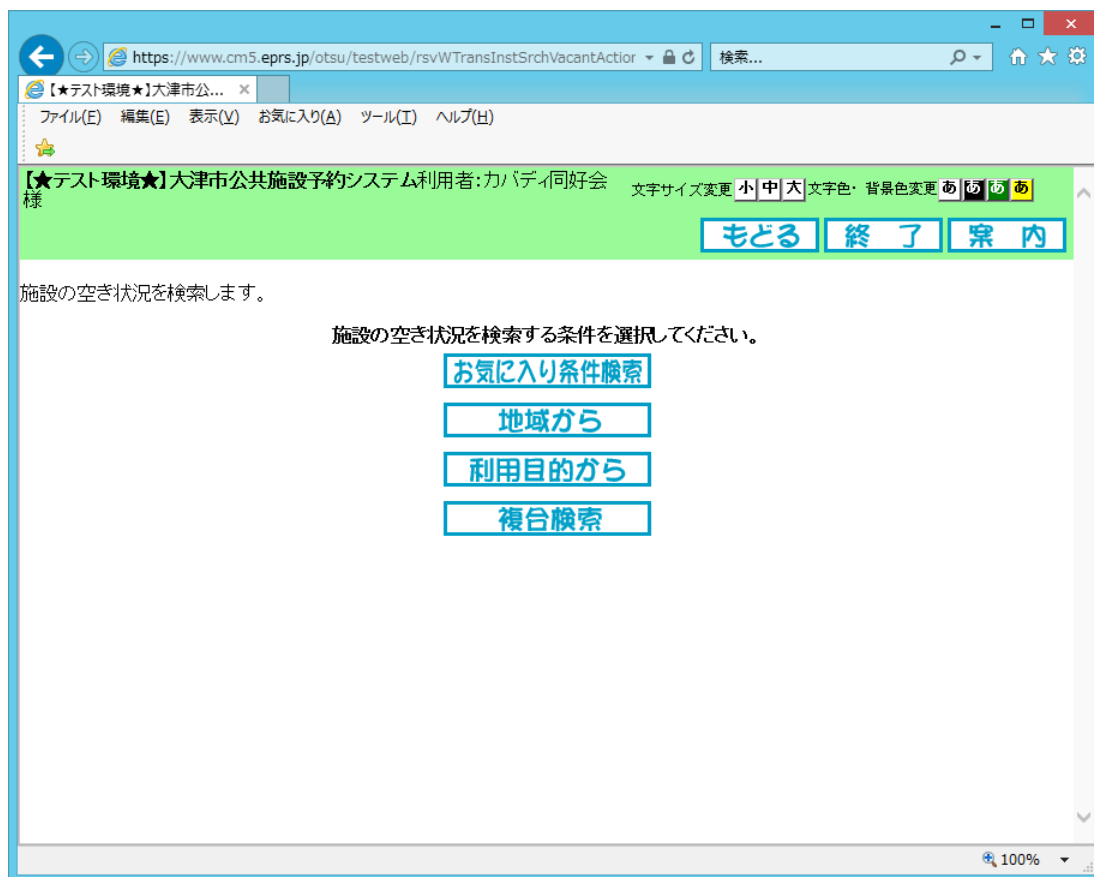 https://www.cm5.eprs.jp/otsu/testweb/rsvWTransInstSrchVacantActior
検索...
【★テスト環境★】大津市公...
ファイル(F) 編集(E) 表示(V) お気に入り(A) ツール(T) ヘルプ(H)
【★テスト環境★】大津市公共施設予約システム利用者:カバディ同好会
様
文字サイズ変更 小 中 大 文字色・背景色変更 あ あ あ あ
もどる 終 了 案 内
施設の空き状況を検索します。
施設の空き状況を検索する条件を選択してください。
お気に入り条件検索
地域から
利用目的から
複合検索
100%